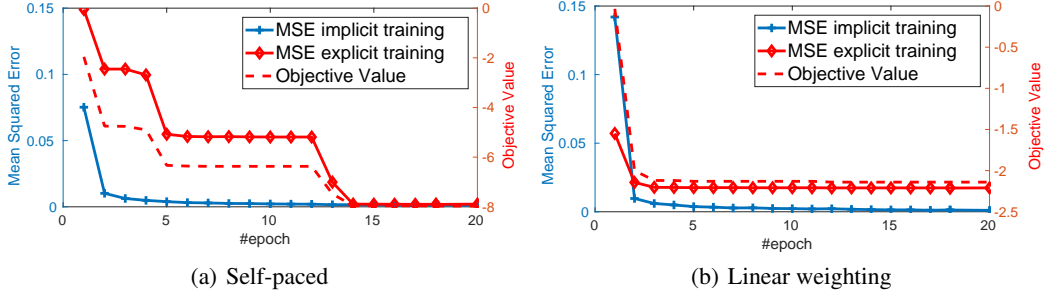 0.15
0.1
0.05
0
Mean Squared Error
0
5
10
15
20
#epoch
0
-2
-4
-6
-8
Objective Value
MSE implicit training
MSE explicit training
Objective Value
(a) Self-paced
0.15
0.1
0.05
0
Mean Squared Error
0
5
10
15
20
#epoch
0
-0.5
-1
-1.5
-2
-2.5
Objective Value
MSE implicit training
MSE explicit training
Objective Value
(b) Linear weighting